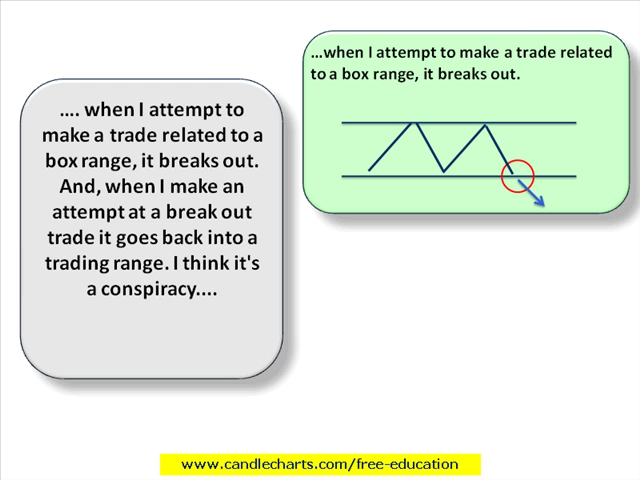 …. when I attempt to
make a trade related to a
box range, it breaks out.
And, when I make an
attempt at a break out
trade it goes back into a
trading range. I think it's
a conspiracy....
…when I attempt to make a trade related
to a box range, it breaks out.
www.candlecharts.com/free-education